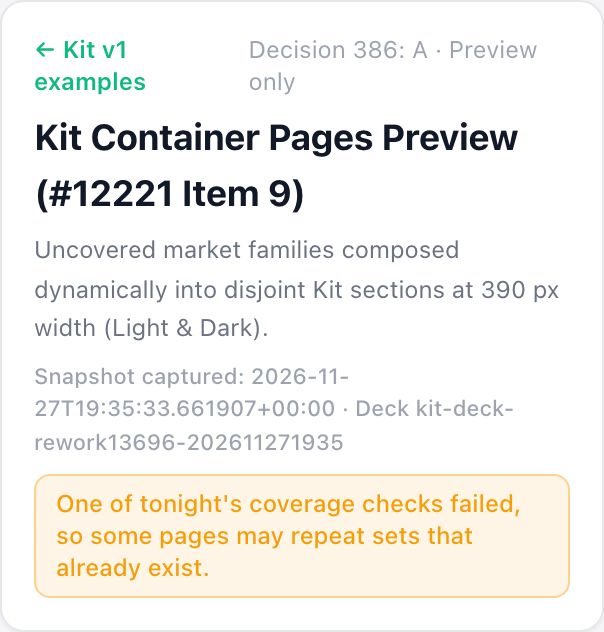 ← Kit v1
examples
Decision 386: A · Preview
only
Kit Container Pages Preview
(#12221 Item 9)
Uncovered market families composed
dynamically into disjoint Kit sections at 390 px
width (Light & Dark).
Snapshot captured: 2026-11-
27T19:35:33.661907+00:00 · Deck kit-deck-
rework13696-202611271935
One of tonight's coverage checks failed,
so some pages may repeat sets that
already exist.